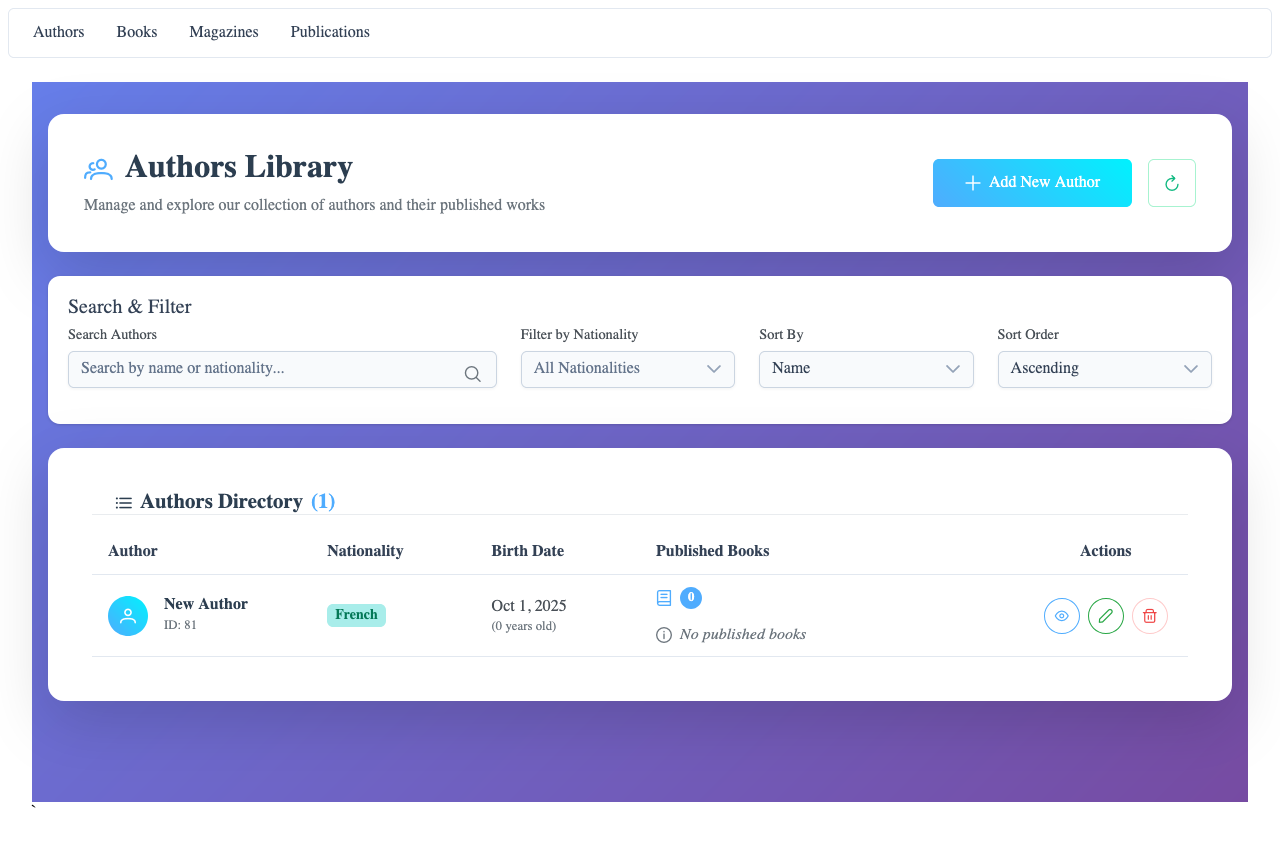 Authors Books Magazines Publications
Authors Library
Manage and explore our collection of authors and their published works
Add New Author
Search & Filter
Search Authors Filter by Nationality Sort By Sort Order
Search by name or nationality... All Nationalities Name Ascending
Authors Directory (1)
Author Nationality Birth Date Published Books Actions
New Author French Oct 1, 2025 0
ID: 81 (0 years old) No published books
`